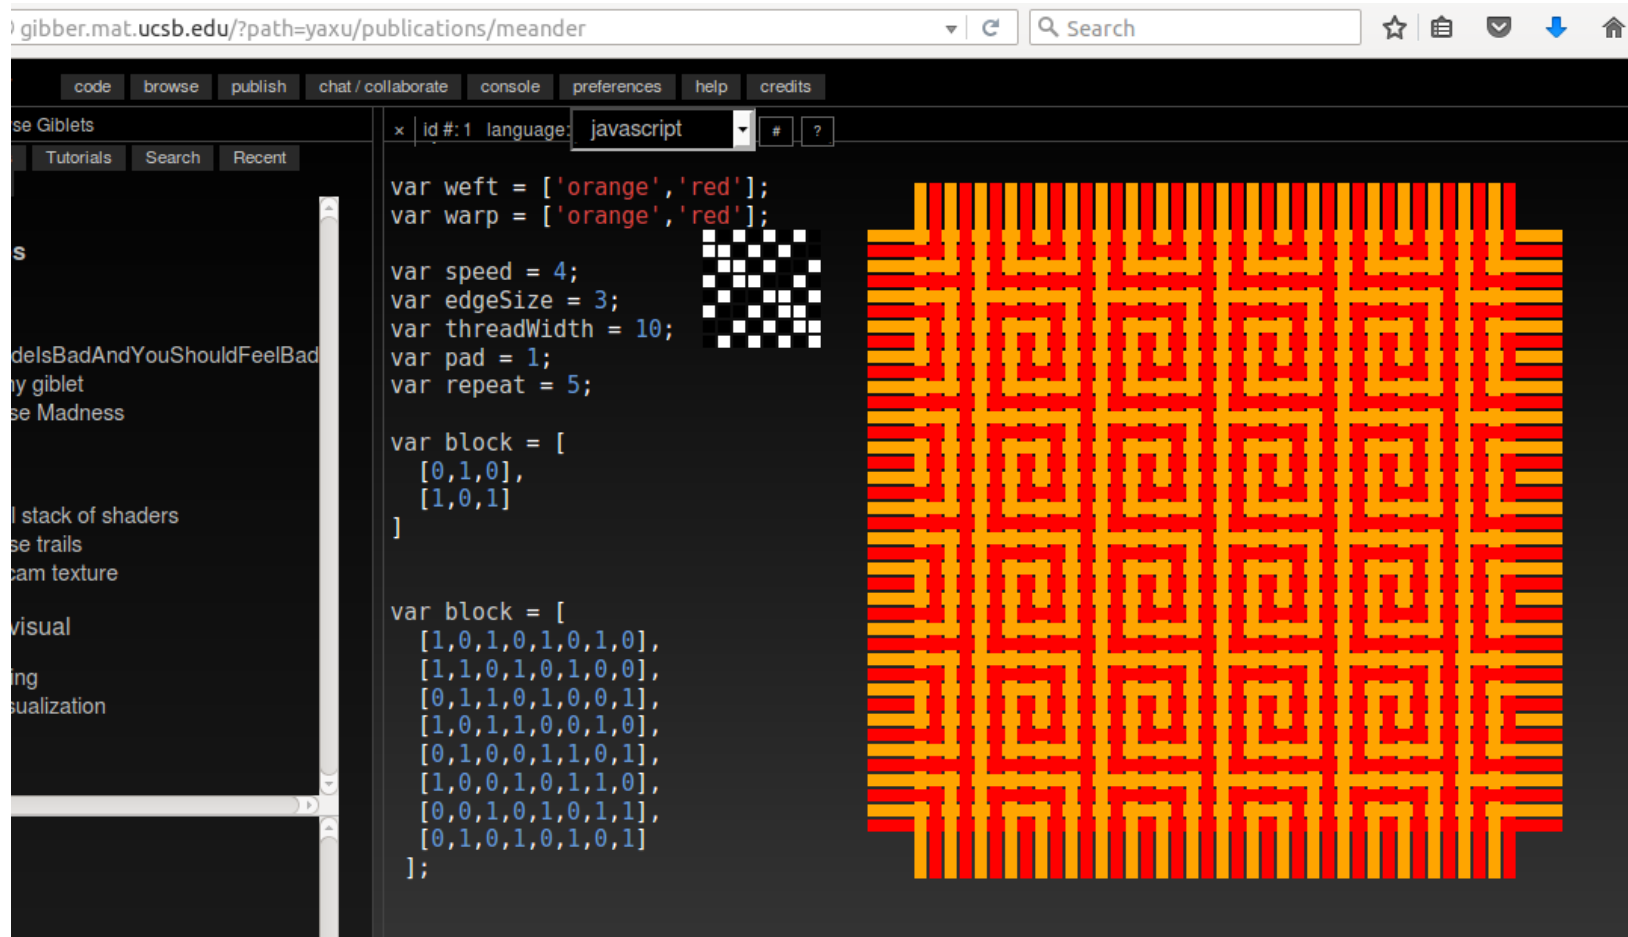 gibber.mat.ucsb.edu/?path=yaxu/publications/meander
Search
code browse publish chat / collaborate console preferences help credits
se Giblets
× id #: 1 language: javascript # ?
Tutorials Search Recent
s
deIsBadAndYouShouldFeelBad
y giblet
se Madness
l stack of shaders
se trails
cam texture
visual
ing
sualization
var weft = ['orange','red'];
var warp = ['orange','red'];
var speed = 4;
var edgeSize = 3;
var threadWidth = 10;
var pad = 1;
var repeat = 5;
var block = [
[0,1,0],
[1,0,1]
]
var block = [
[1,0,1,0,1,0,1,0],
[1,1,0,1,0,1,0,0],
[0,1,1,0,1,0,0,1],
[1,0,1,1,0,0,1,0],
[0,1,0,0,1,1,0,1],
[1,0,0,1,0,1,1,0],
[0,0,1,0,1,0,1,1],
[0,1,0,1,0,1,0,1]
];